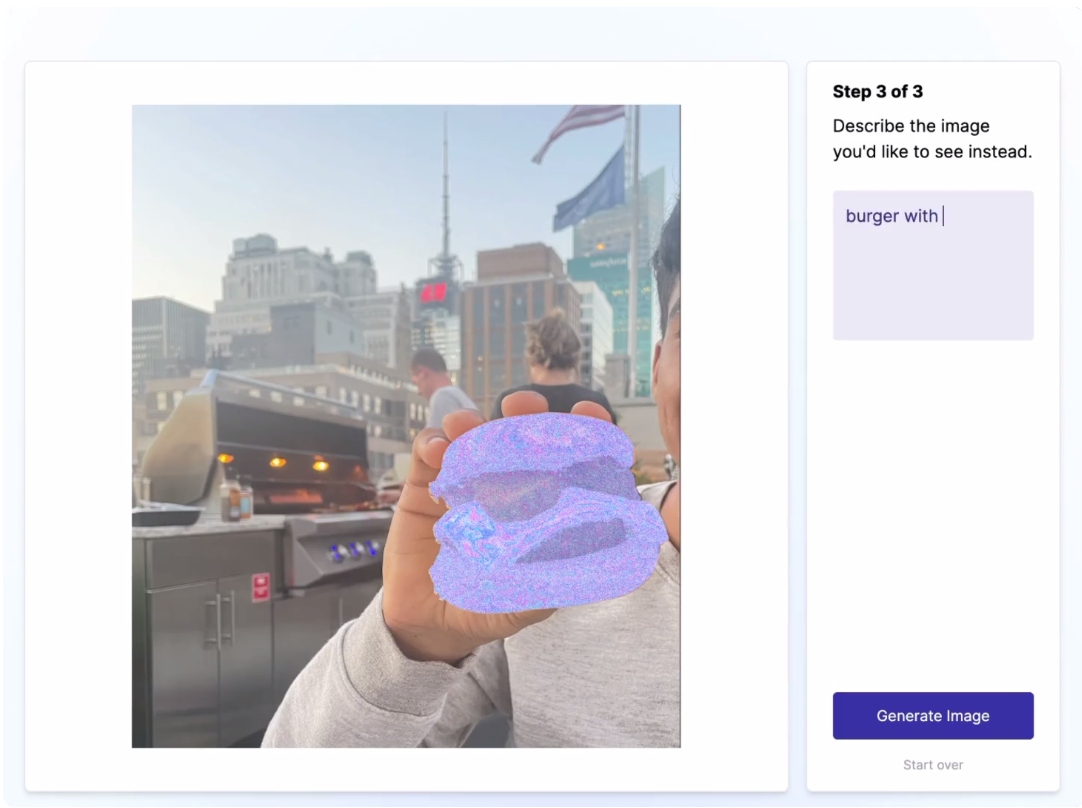 Step 3 of 3
Describe the image
you'd like to see instead.
burger with
H&M
Generate Image
Start over